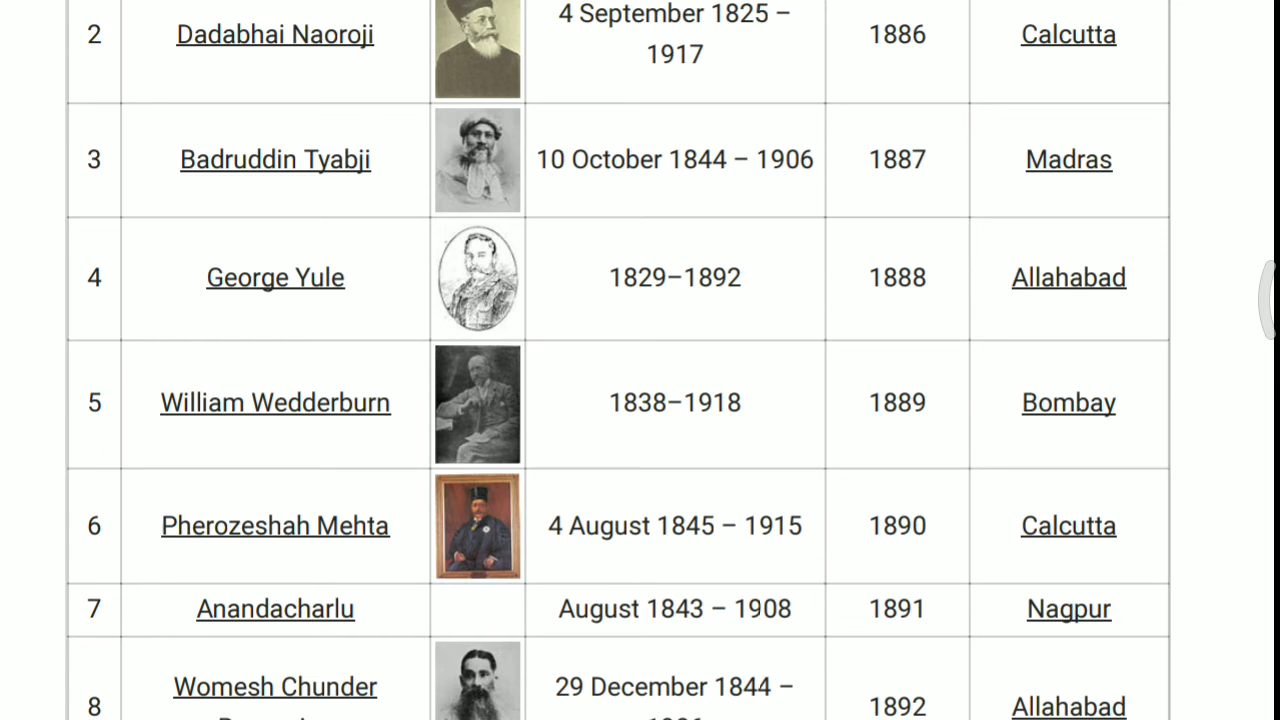 2 Dadabhai Naoroji 4 September 1825 – 1886 Calcutta
1917
3 Badruddin Tyabji 10 October 1844 – 1906 1887 Madras
4 George Yule 1829–1892 1888 Allahabad
5 William Wedderburn 1838–1918 1889 Bombay
6 Pherozeshah Mehta 4 August 1845 – 1915 1890 Calcutta
7 Anandacharlu August 1843 – 1908 1891 Nagpur
8 Womesh Chunder 29 December 1844 – 1892 Allahabad